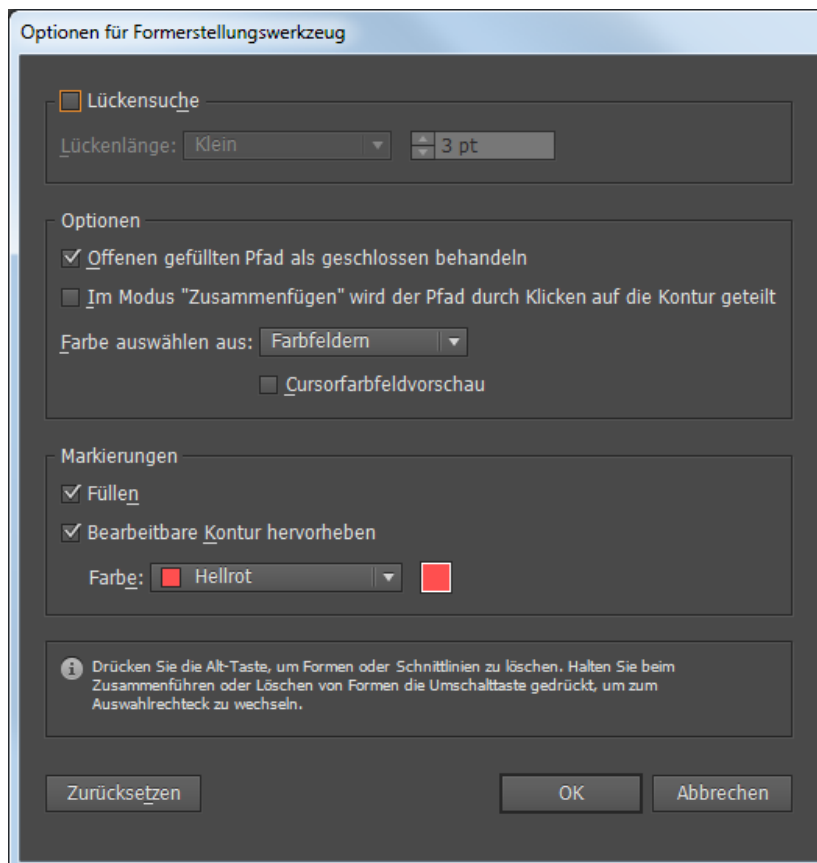 Optionen für Formerstellungswerkzeug
Lückensuche
Lückenlänge: Klein 3 pt
Optionen
Offenen gefüllten Pfad als geschlossen behandeln
Im Modus "Zusammenfügen" wird der Pfad durch Klicken auf die Kontur geteilt
Farbe auswählen aus: Farbfeldern
Cursorfarbfeldvorschau
Markierungen
Füllen
Bearbeitbare Kontur hervorheben
Farbe: Hellrot
Drücken Sie die Alt-Taste, um Formen oder Schnittlinien zu löschen. Halten Sie beim
Zusammenführen oder Löschen von Formen die Umschalttaste gedrückt, um zum
Auswahlrechteck zu wechseln.
Zurücksetzen OK Abbrechen